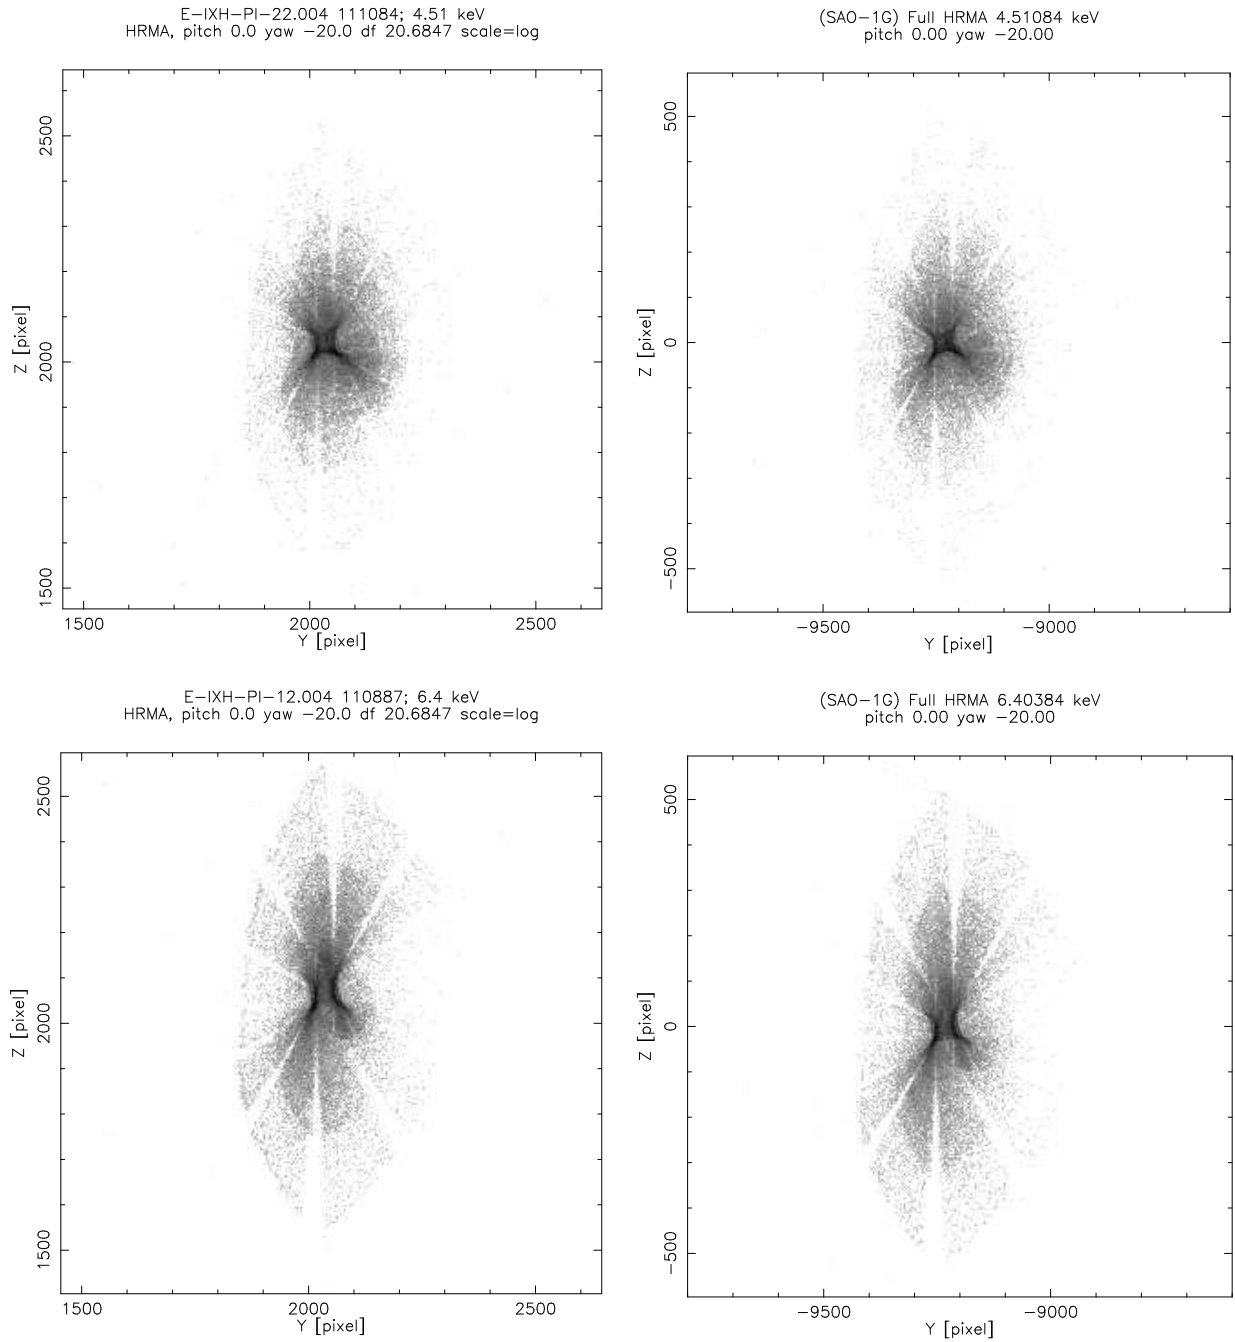 E-IXH-PI-22.004 111084; 4.51 keV
HRMA, pitch 0.0 yaw -20.0 df 20.6847 scale=log
2500
2000
1500
Z [pixel]
1500 2000 2500
Y [pixel]
(SAO-1G) Full HRMA 4.51084 keV
pitch 0.00 yaw -20.00
500
0
-500
Z [pixel]
-9500 -9000
Y [pixel]
E-IXH-PI-12.004 110887; 6.4 keV
HRMA, pitch 0.0 yaw -20.0 df 20.6847 scale=log
2500
2000
1500
Z [pixel]
1500 2000 2500
Y [pixel]
(SAO-1G) Full HRMA 6.40384 keV
pitch 0.00 yaw -20.00
500
0
-500
Z [pixel]
-9500 -9000
Y [pixel]